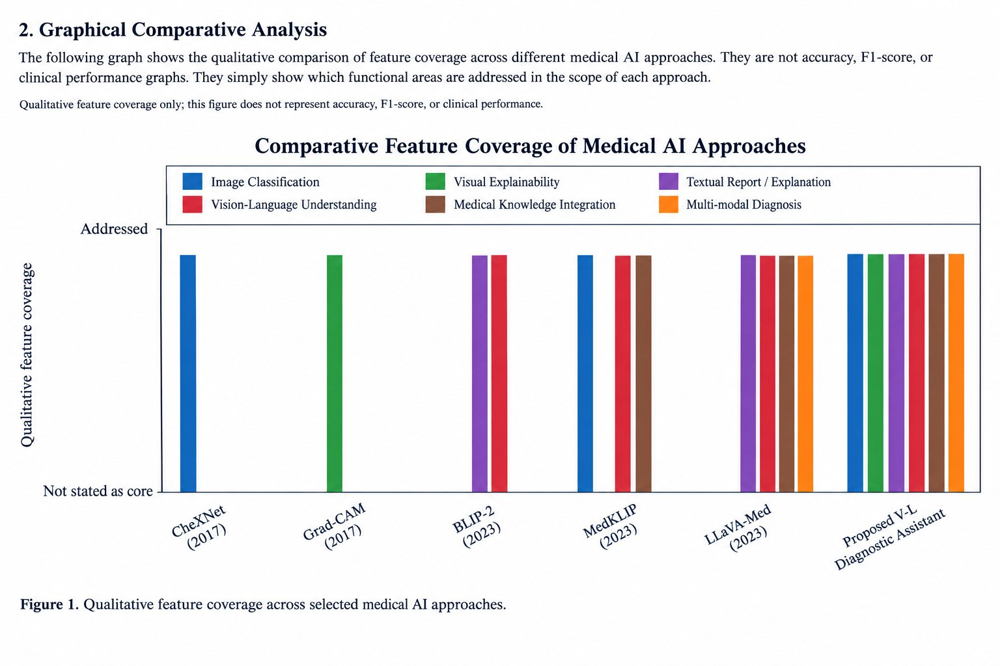 2. Graphical Comparative Analysis
The following graph shows the qualitative comparison of feature coverage across different medical AI approaches. They are not accuracy, F1-score, or
clinical performance graphs. They simply show which functional areas are addressed in the scope of each approach.
Qualitative feature coverage only; this figure does not represent accuracy, F1-score, or clinical performance.
Comparative Feature Coverage of Medical AI Approaches
Image Classification
Visual Explainability
Textual Report / Explanation
Vision-Language Understanding
Medical Knowledge Integration
Multi-modal Diagnosis
Addressed
Qualitative feature coverage
Not stated as core
CheXNet
(2017)
Grad-CAM
(2017)
BLIP-2
(2023)
MedKLIP
(2023)
LLaVA-Med
(2023)
Proposed V-L
Diagnostic Assistant
Figure 1. Qualitative feature coverage across selected medical AI approaches.